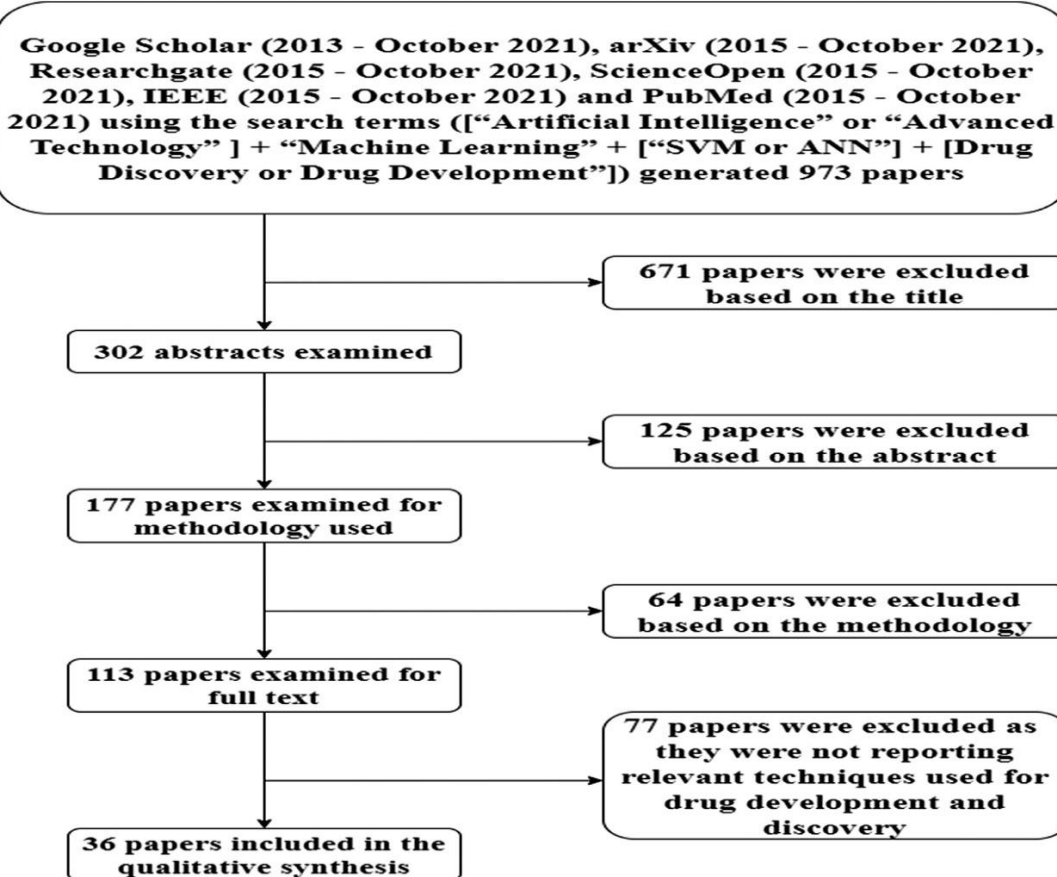 Google Scholar (2013 - October 2021), arXiv (2015 - October 2021),
Researchgate (2015 - October 2021), ScienceOpen (2015 - October
2021), IEEE (2015 - October 2021) and PubMed (2015 - October
2021) using the search terms ([“Artificial Intelligence” or “Advanced
Technology” ] + “Machine Learning” + [“SVM or ANN”] + [Drug
Discovery or Drug Development”]) generated 973 papers
671 papers were excluded
based on the title
302 abstracts examined
125 papers were excluded
based on the abstract
177 papers examined for
methodology used
64 papers were excluded
based on the methodology
113 papers examined for
full text
77 papers were excluded as
they were not reporting
relevant techniques used for
drug development and
discovery
36 papers included in the
qualitative synthesis